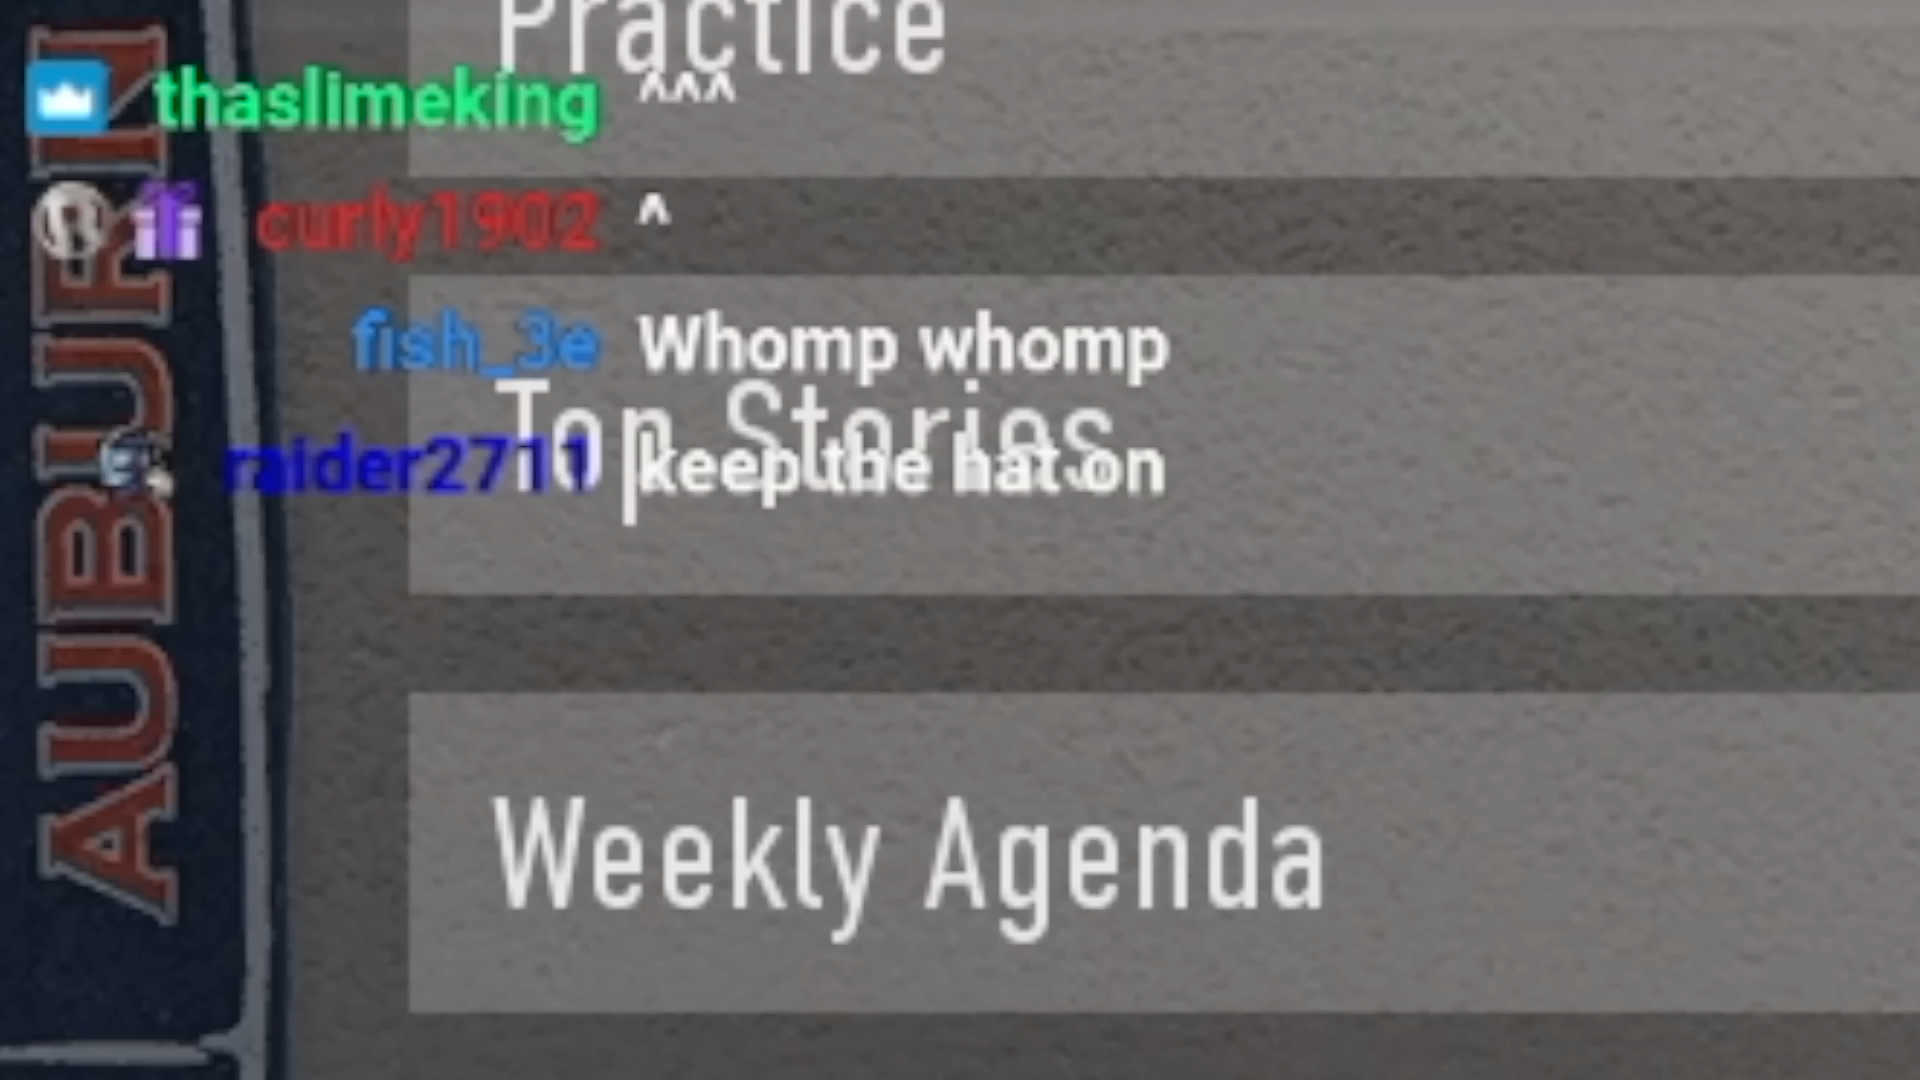 Practice
thaslimeking ^^^
curly1902 ^
fish_3e Whomp whomp
Top Stories
raider2711 keep the hat on
Weekly Agenda
AUBURN